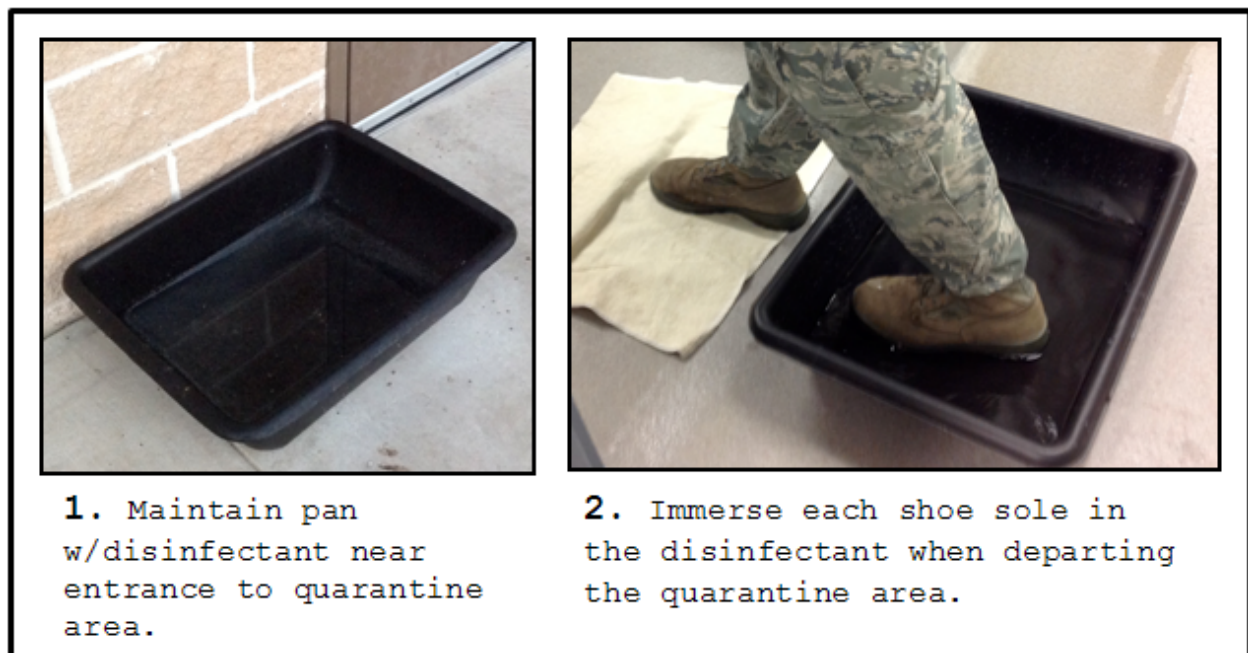 1. Maintain pan
w/disinfectant near
entrance to quarantine
area.
2. Immerse each shoe sole in
the disinfectant when departing
the quarantine area.